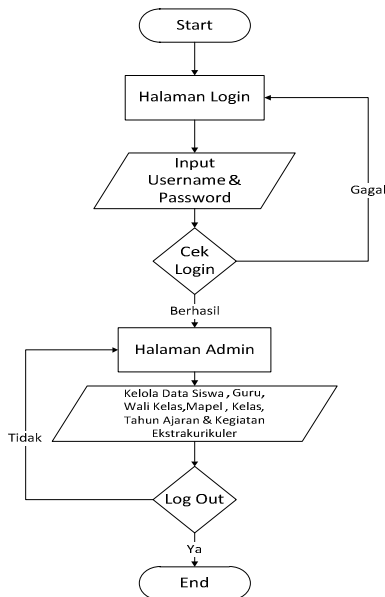 Start
Halaman Login
Input
Username &
Password
Gagal
Cek
Login
Berhasil
Halaman Admin
Kelola Data Siswa , Guru,
Wali Kelas,Mapel , Kelas,
Tahun Ajaran & Kegiatan
Ekstrakurikuler
Tidak
Log Out
Ya
End